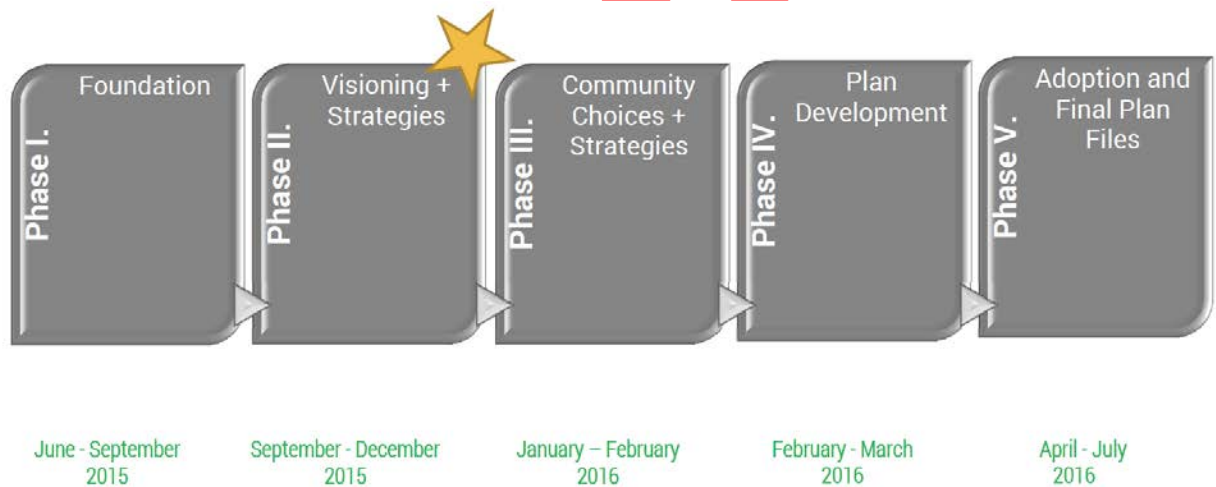 Phase I.
Foundation
Phase II.
Visioning +
Strategies
Phase III.
Community
Choices +
Strategies
Phase IV.
Plan
Development
Phase V.
Adoption and
Final Plan
Files
June - September
2015
September - December
2015
January – February
2016
February - March
2016
April - July
2016